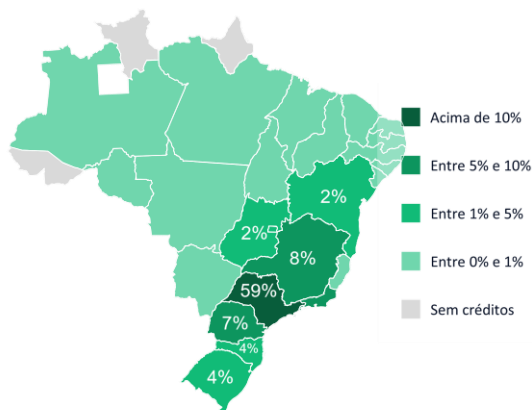 Acima de 10%
Entre 5% e 10%
2%
Entre 1% e 5%
2%
8%
Entre 0% e 1%
59%
Sem créditos
7%
4%
4%